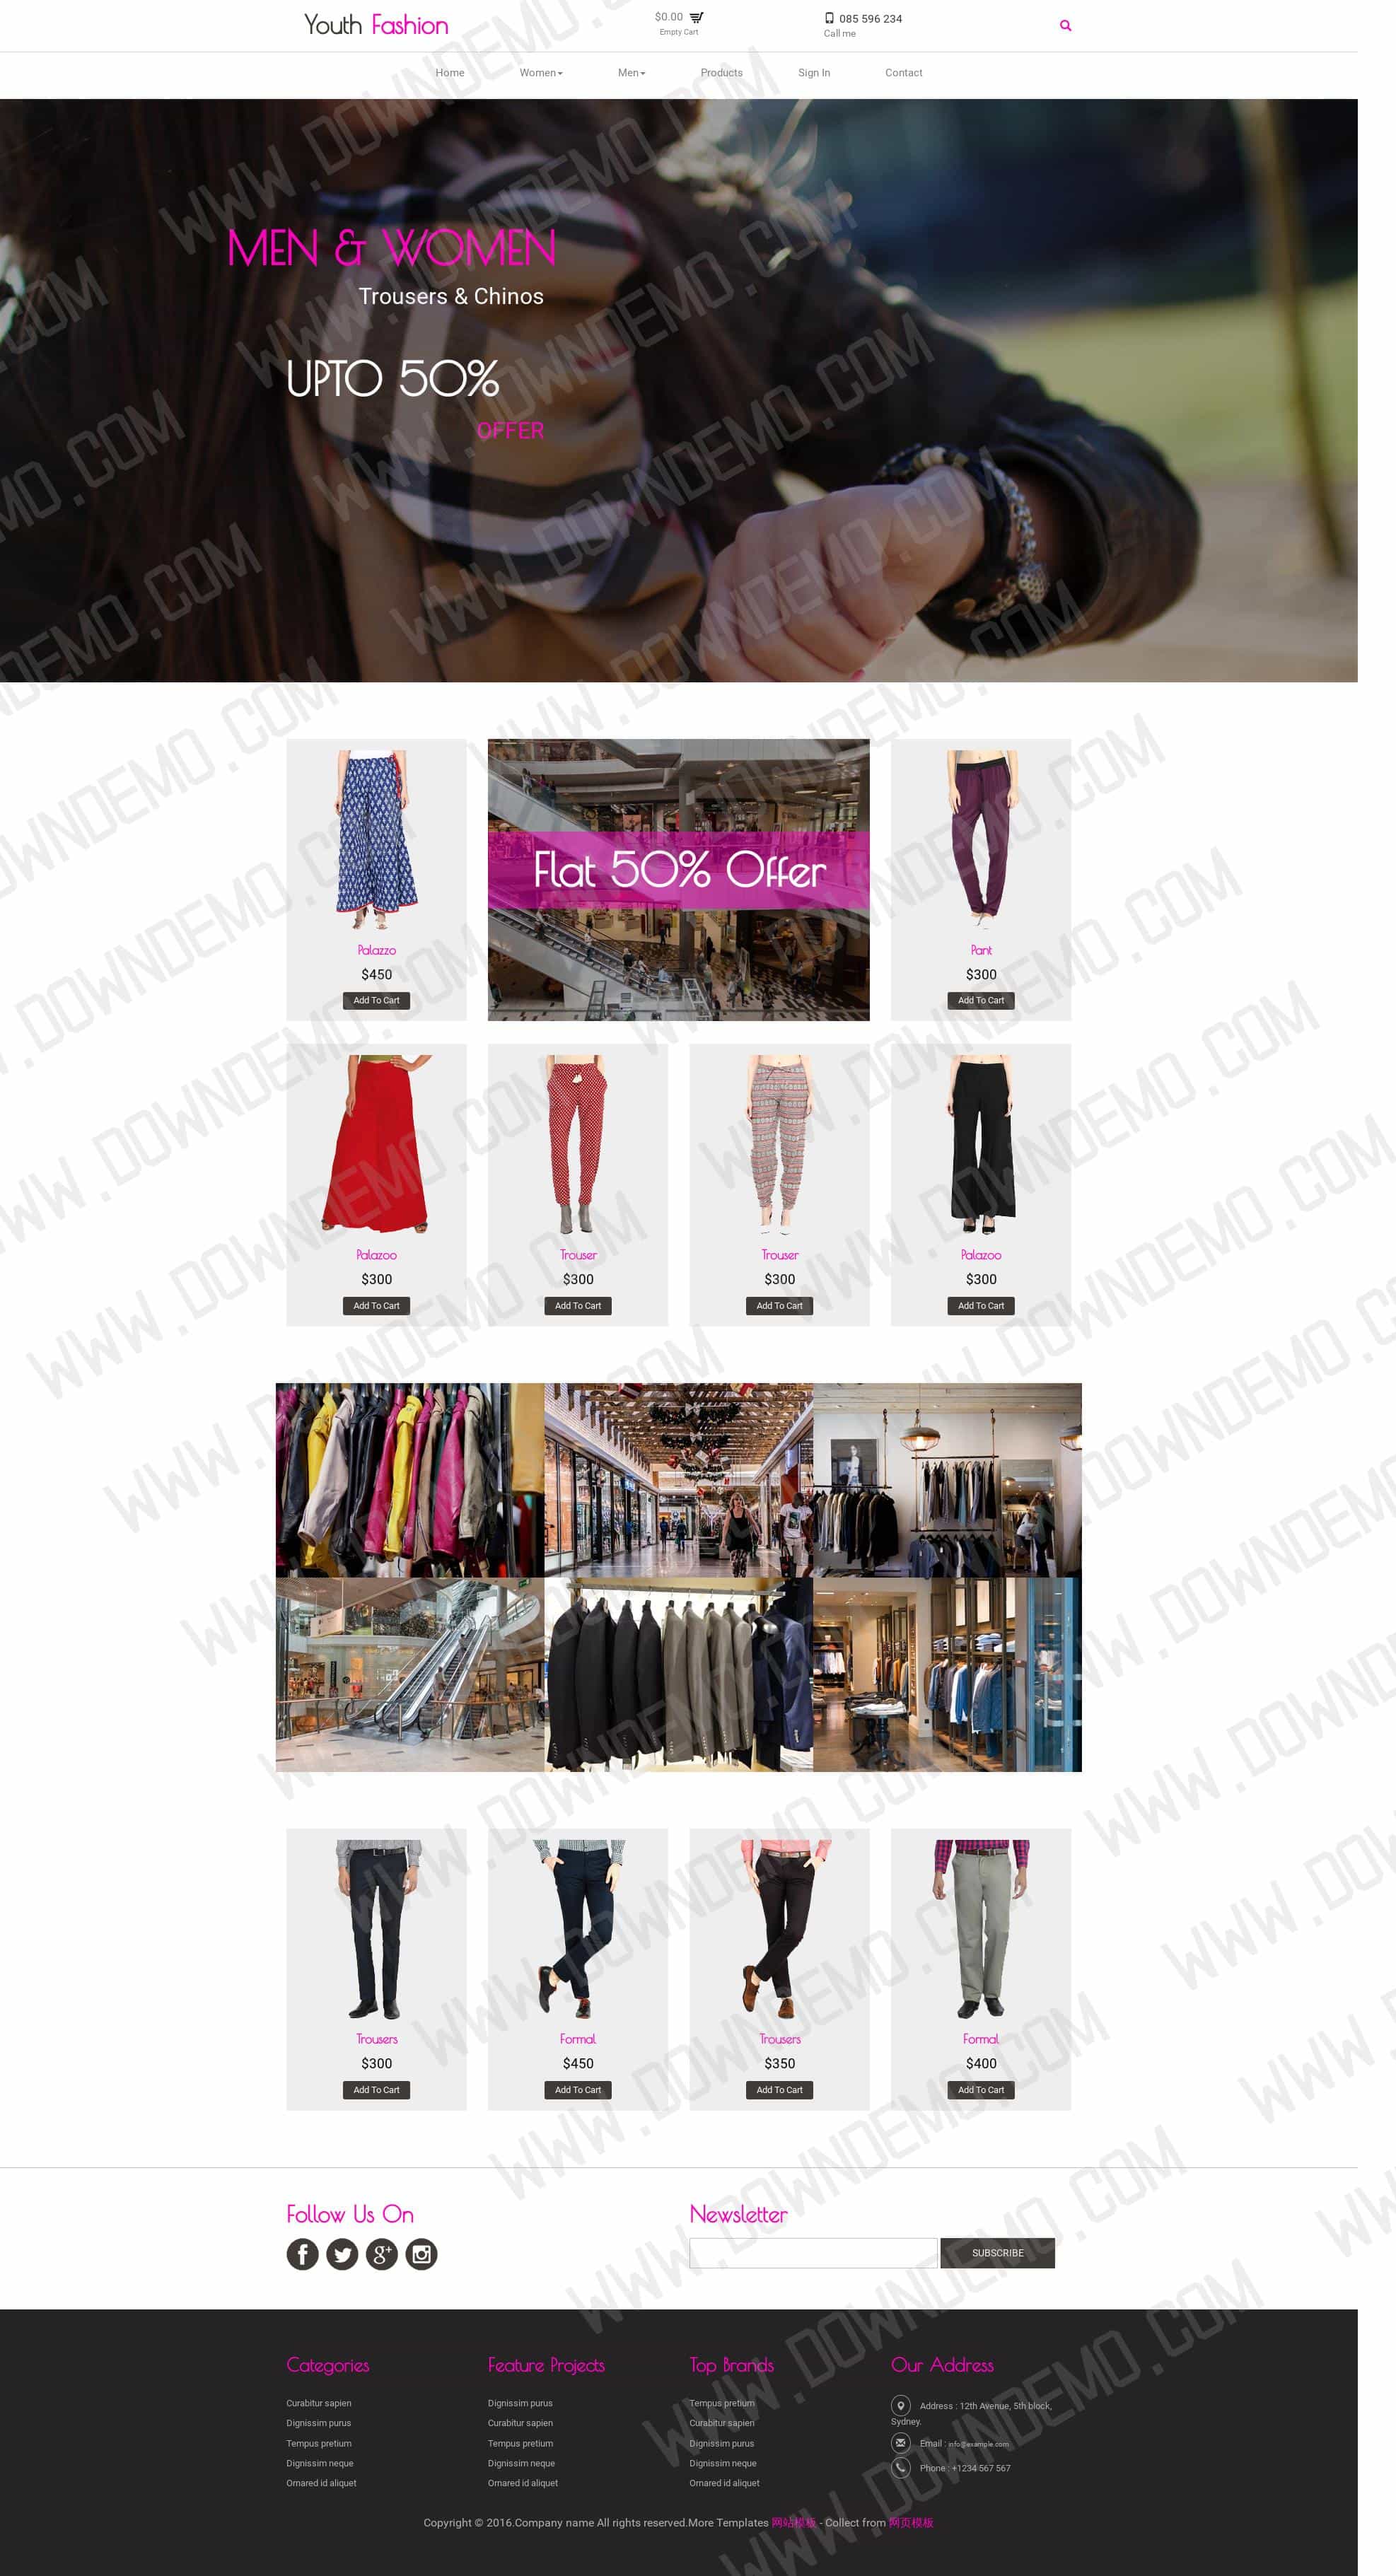 Youth Fashion
$0.00
Empty Cart
085 596 234
Call me
Home Women Men Products Sign In Contact
MEN & WOMEN
Trousers & Chinos
UPTO 50%
OFFER
Palazzo
$450
Add To Cart
Flat 50% Offer
Pant
$300
Add To Cart
Palazoo
$300
Add To Cart
Trouser
$300
Add To Cart
Trouser
$300
Add To Cart
Palazoo
$300
Add To Cart
Trousers
$300
Add To Cart
Formal
$450
Add To Cart
Trousers
$350
Add To Cart
Formal
$400
Add To Cart
Follow Us On
Newsletter
SUBSCRIBE
Categories
Curabitur sapien
Dignissim purus
Tempus pretium
Dignissim neque
Ornared id aliquet
Feature Projects
Dignissim purus
Curabitur sapien
Tempus pretium
Dignissim neque
Ornared id aliquet
Top Brands
Tempus pretium
Curabitur sapien
Dignissim purus
Dignissim neque
Ornared id aliquet
Our Address
Address : 12th Avenue, 5th block,
Sydney.
Email : info@example.com
Phone : +1234 567 567
Copyright © 2016.Company name All rights reserved.More Templates 网站模板 - Collect from 网页模板
WWW.DOWNDEMO.COM